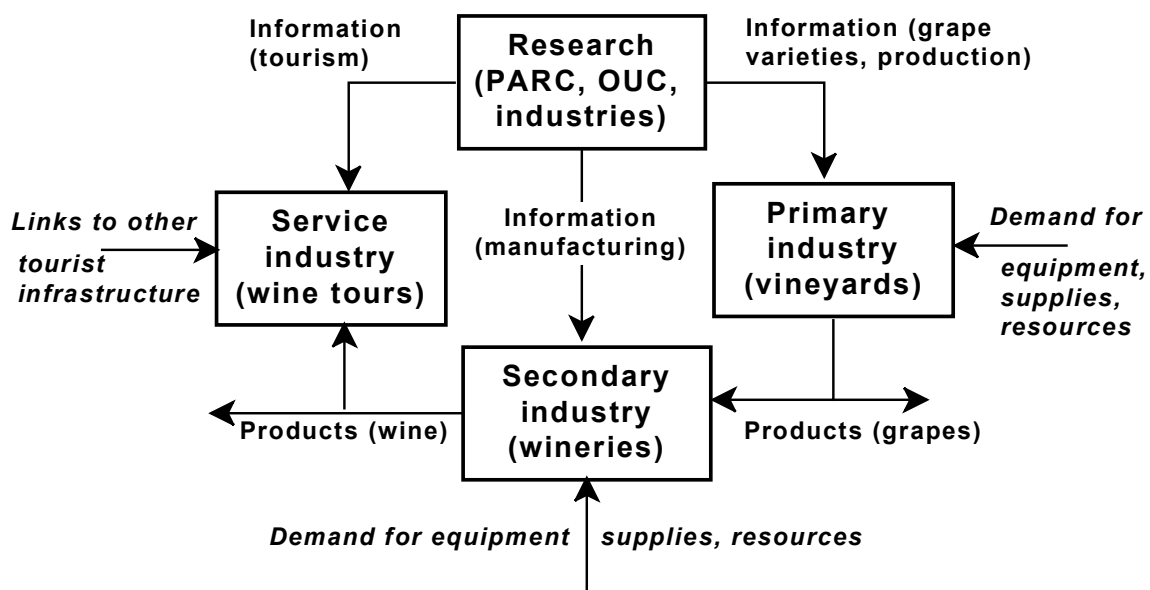 Information
(tourism)
Research
(PARC, OUC,
industries)
Information (grape
varieties, production)
Links to other
tourist
infrastructure
Service
industry
(wine tours)
Information
(manufacturing)
Primary
industry
(vineyards)
Demand for
equipment,
supplies,
resources
Products (wine)
Secondary
industry
(wineries)
Products (grapes)
Demand for equipment supplies, resources